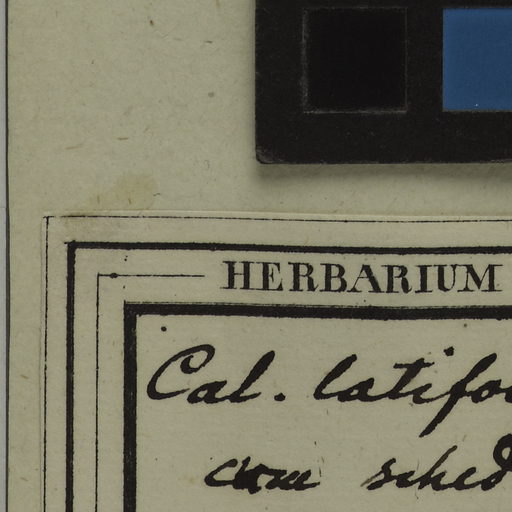 HERBARIUM
Cal. latifo
cum sched